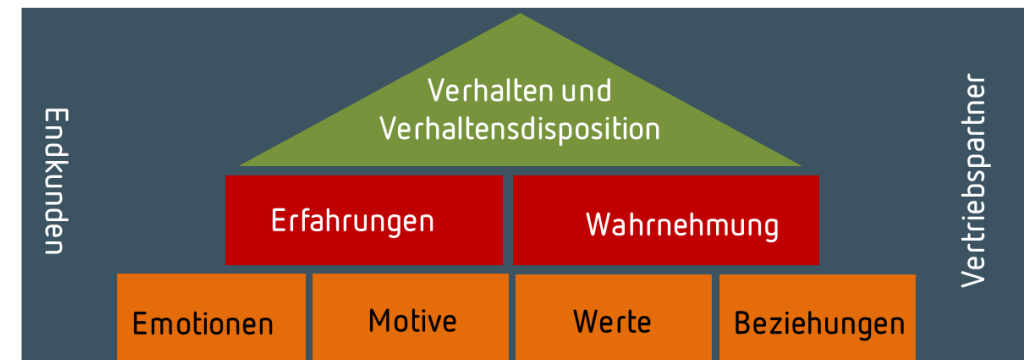 Verhalten und
Verhaltensdisposition
Endkunden
Vertriebspartner
Erfahrungen
Wahrnehmung
Emotionen
Motive
Werte
Beziehungen